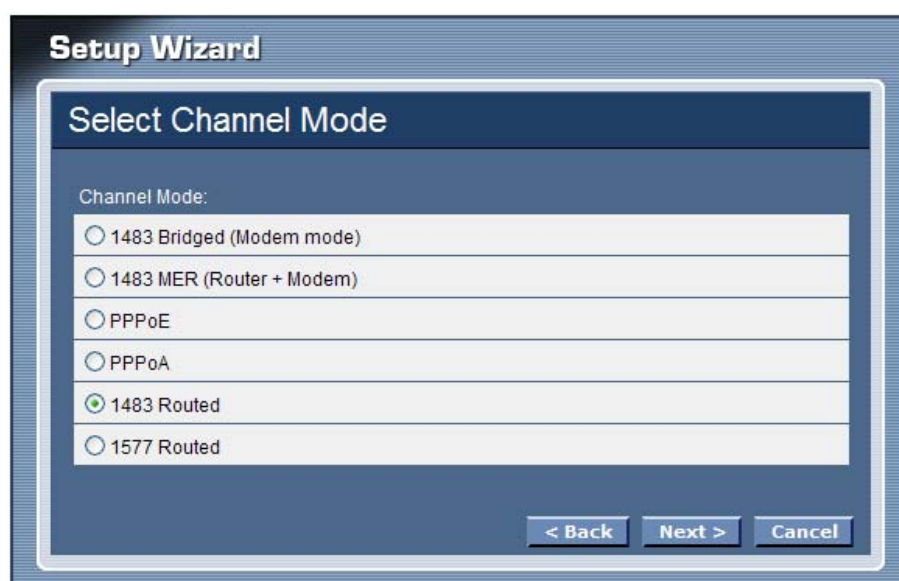 Setup Wizard
Select Channel Mode
Channel Mode:
1483 Bridged (Modem mode)
1483 MER (Router + Modem)
PPPoE
PPPoA
1483 Routed
1577 Routed
< Back Next > Cancel